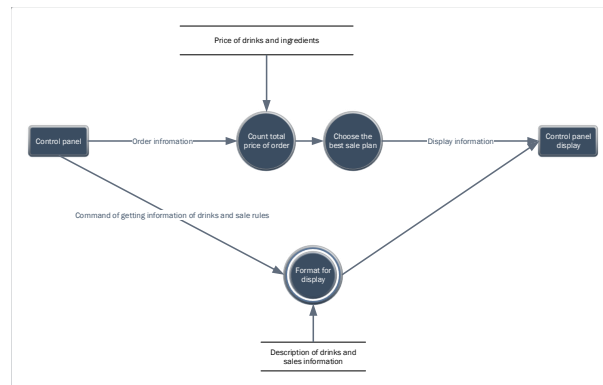 Price of drinks and ingredients
Control panel
Order infromation
Count total
price of order
Choose the
best sale plan
Display information
Control panel
display
Command of getting information of drinks and sale rules
Format for
display
Description of drinks and
sales information